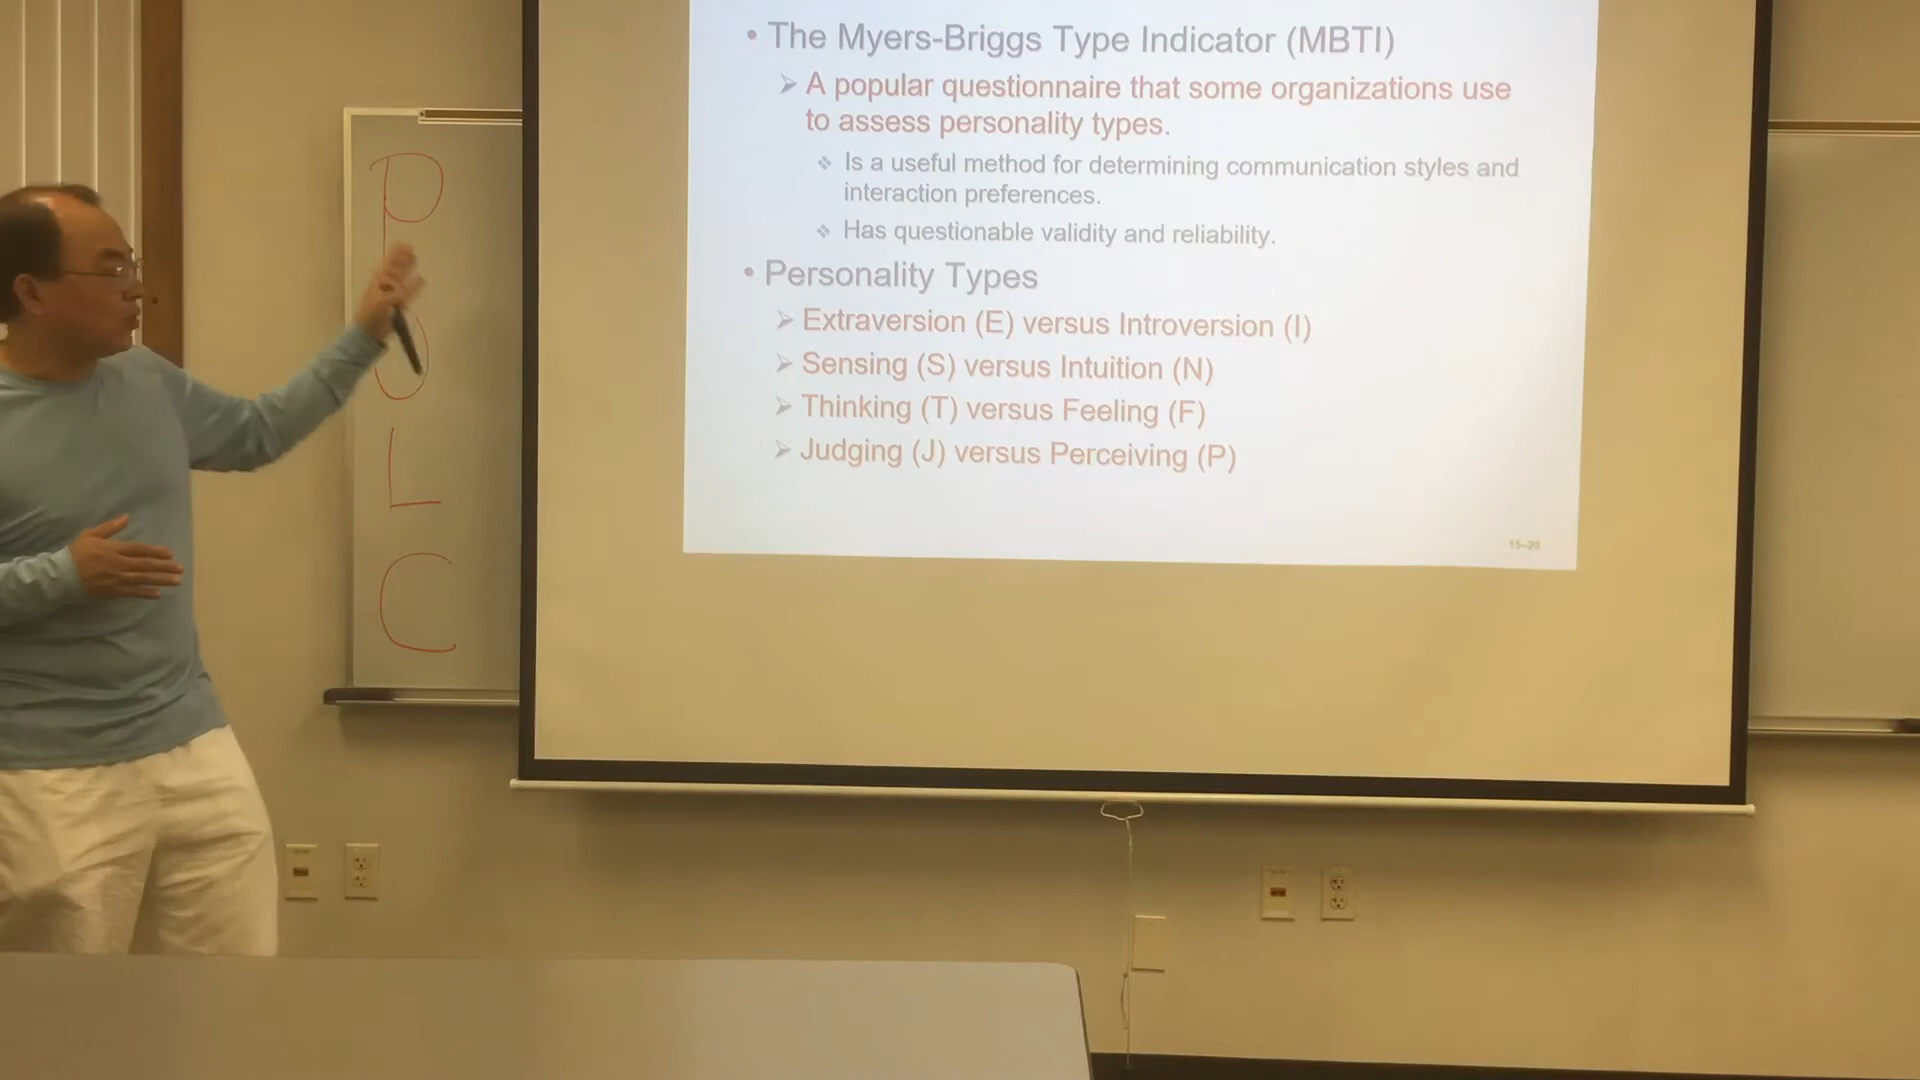 P
O
L
C
• The Myers-Briggs Type Indicator (MBTI)
➢ A popular questionnaire that some organizations use
to assess personality types.
❖ Is a useful method for determining communication styles and
interaction preferences.
❖ Has questionable validity and reliability.
• Personality Types
➢ Extraversion (E) versus Introversion (I)
➢ Sensing (S) versus Intuition (N)
➢ Thinking (T) versus Feeling (F)
➢ Judging (J) versus Perceiving (P)
15–20